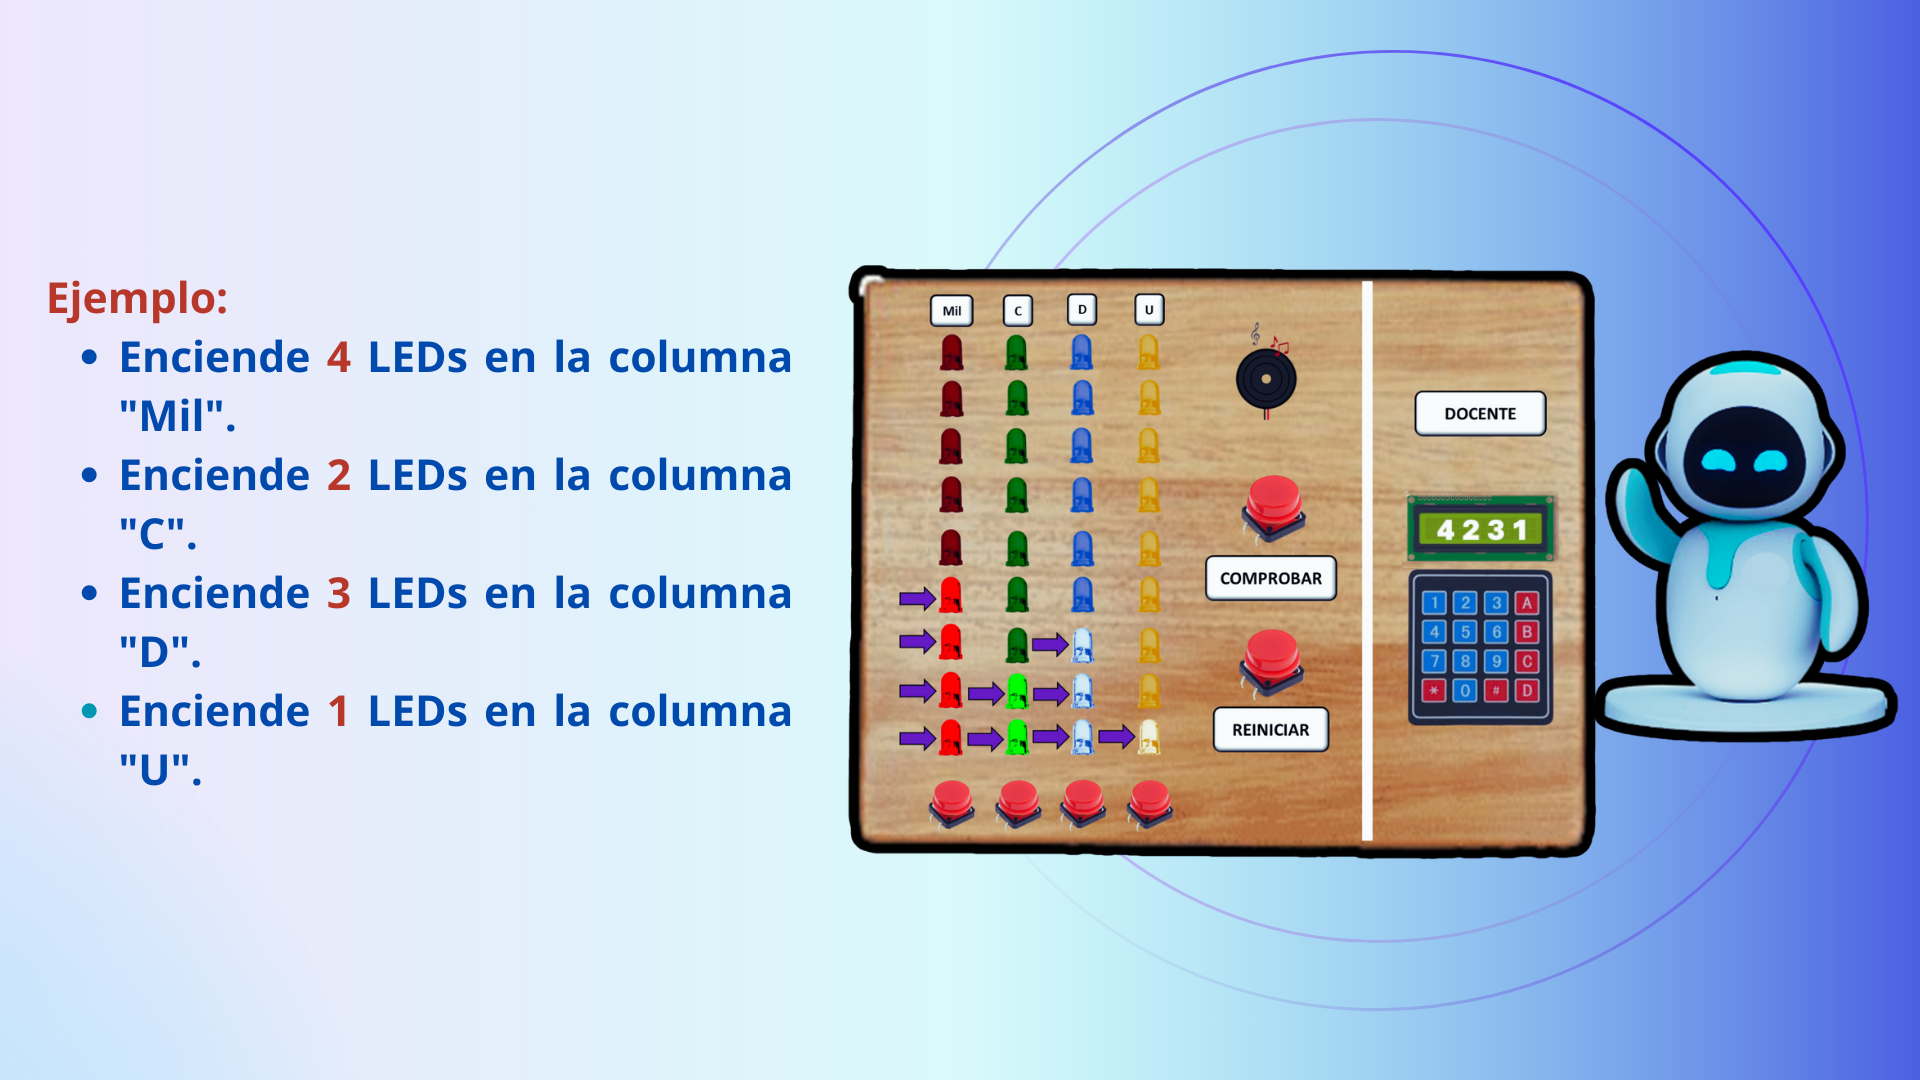 Ejemplo:
Enciende 4 LEDs en la columna
"Mil".
Enciende 2 LEDs en la columna
"C".
Enciende 3 LEDs en la columna
"D".
Enciende 1 LEDs en la columna
"U".
Mil C D U
DOCENTE
4231
COMPROBAR
1 2 3 A
4 5 6 B
7 8 9 C
* 0 # D
REINICIAR